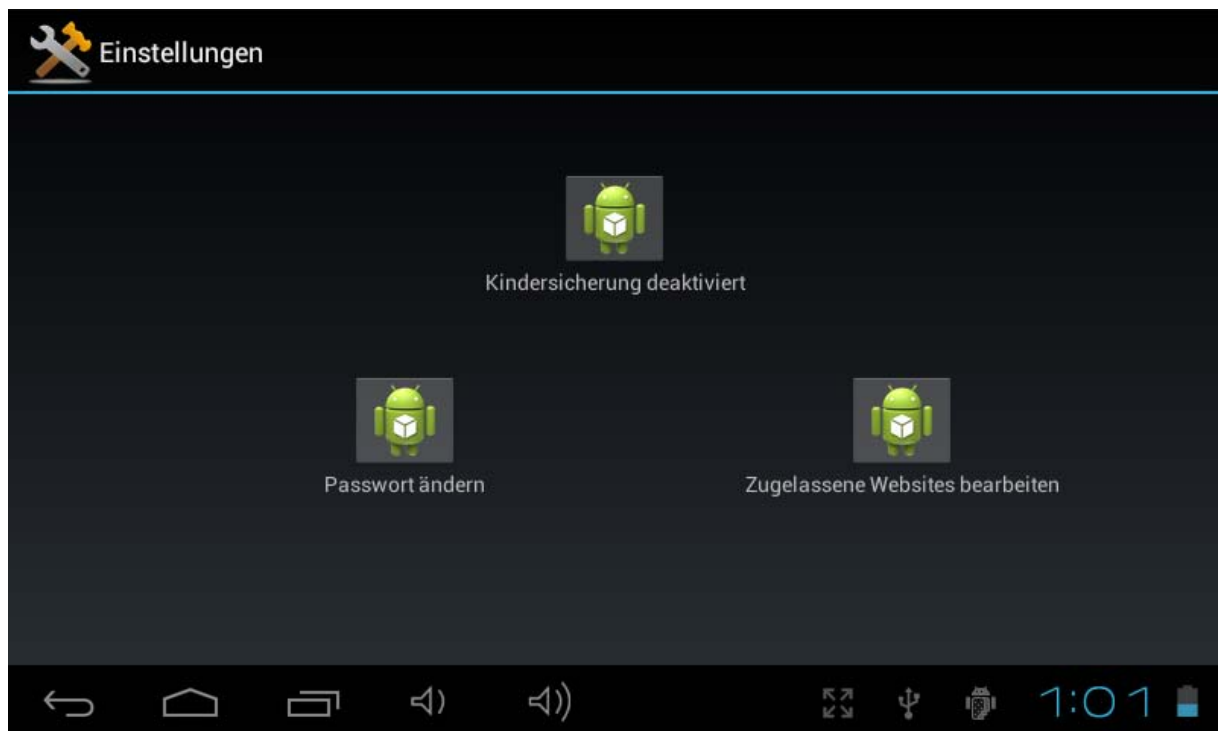 Einstellungen
Kindersicherung deaktiviert
Passwort ändern
Zugelassene Websites bearbeiten
1:01